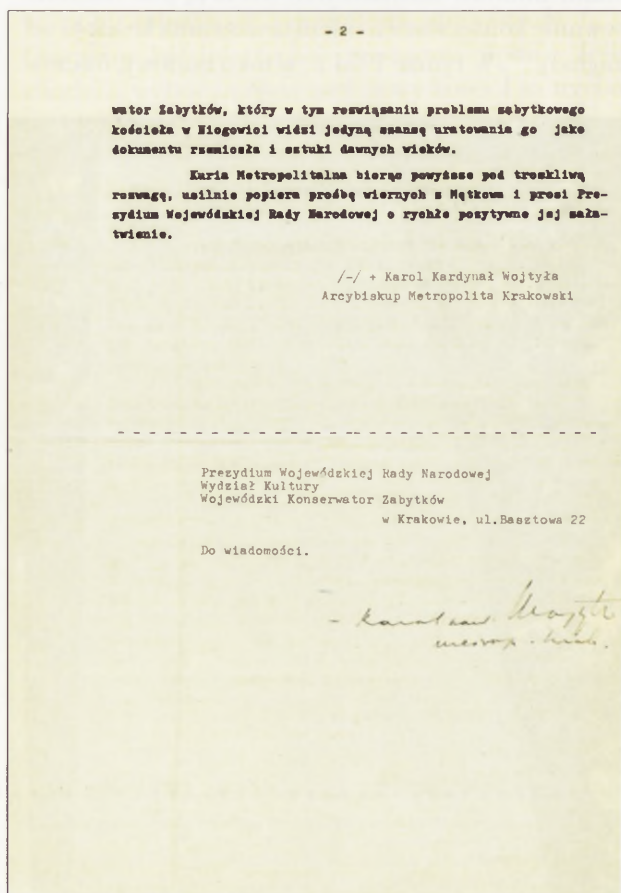 - 2 -
wator Zabytków, który w tym rozwiązaniu problemu zabytkowego
kościoła w Niegowici widzi jedyną szansę uratowania go jako
dokumentu rzemiosła i sztuki dawnych wieków.
Kuria Metropolitalna biorąc powyższe pod troskliwą
rozwagę, usilnie popiera prośbę wiernych z Mętkowa i prosi Pre-
zydium Wojewódzkiej Rady Narodowej o rychłe pozytywne jej zała-
twienie.
/-/ + Karol Kardynał Wojtyła
Arcybiskup Metropolita Krakowski
- - - - - - - - - - - - - - - - - - - - - - - - - - - - - -
Prezydium Wojewódzkiej Rady Narodowej
Wydział Kultury
Wojewódzki Konserwator Zabytków
w Krakowie, ul.Basztowa 22
Do wiadomości.